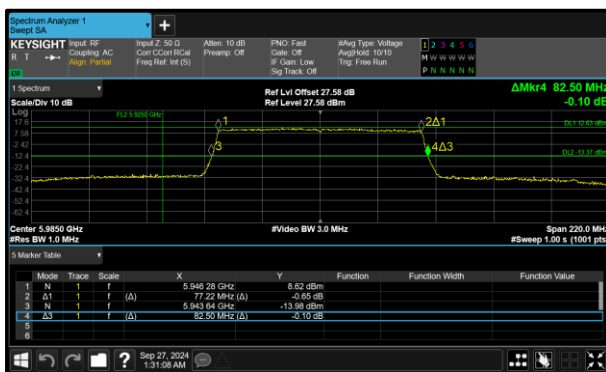 Spectrum Analyzer 1
Swept SA
+
KEYSIGHT Input: RF Input Z: 50 Ω Atten: 10 dB PNO: Fast #Avg Type: Voltage 1 2 3 4 5 6
R T Coupling: AC Corr CCorr RCal Preamp: Off Gate: Off Avg|Hold: 10/10 M W W W W W
Align: Partial Freq Ref: Int (S) IF Gain: Low Trig: Free Run P N N N N N
LW Sig Track: Off
1 Spectrum Ref Lvl Offset 27.58 dB ΔMkr4 82.50 MHz
Scale/Div 10 dB Ref Level 27.58 dBm -0.10 dB
Log
17.6 FL2 5.9250 GHz 1 2Δ1 DL1 12.63 dBm
7.58
-2.42
-12.4 3 4Δ3 DL2 -13.37 dBm
-22.4
-32.4
-42.4
-52.4
-62.4
Center 5.9850 GHz #Video BW 3.0 MHz Span 220.0 MHz
#Res BW 1.0 MHz #Sweep 1.00 s (1001 pts
5 Marker Table
Mode Trace Scale X Y Function Function Width Function Value
1 N 1 f 5.946 28 GHz 8.62 dBm
2 Δ1 1 f (Δ) 77.22 MHz (Δ) -0.65 dB
3 N 1 f 5.943 64 GHz -13.98 dBm
4 Δ3 1 f (Δ) 82.50 MHz (Δ) -0.10 dB
5
6
? Sep 27, 2024
1:31:08 AM